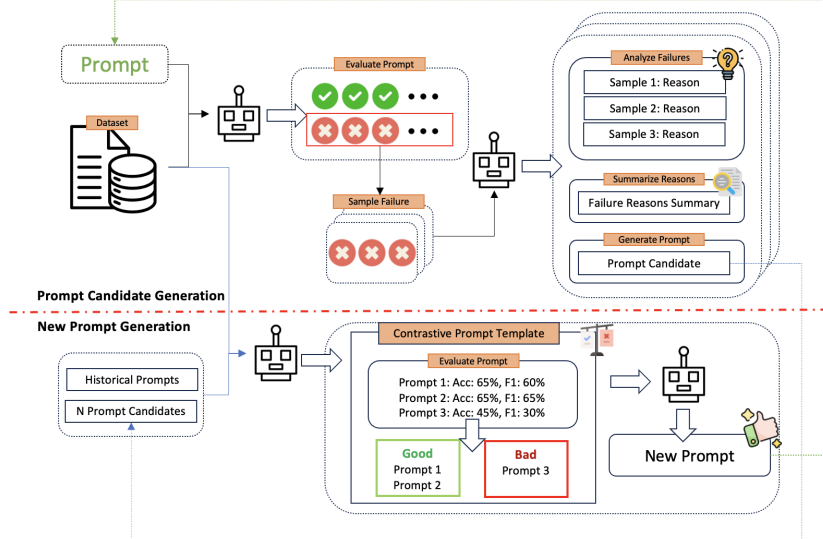 Prompt
Dataset
Evaluate Prompt
Sample Failure
Analyze Failures
Sample 1: Reason
Sample 2: Reason
Sample 3: Reason
Summarize Reasons
Failure Reasons Summary
Generate Prompt
Prompt Candidate
Prompt Candidate Generation
New Prompt Generation
Historical Prompts
N Prompt Candidates
Contrastive Prompt Template
Evaluate Prompt
Prompt 1: Acc: 65%, F1: 60%
Prompt 2: Acc: 65%, F1: 65%
Prompt 3: Acc: 45%, F1: 30%
Good
Prompt 1
Prompt 2
Bad
Prompt 3
New Prompt